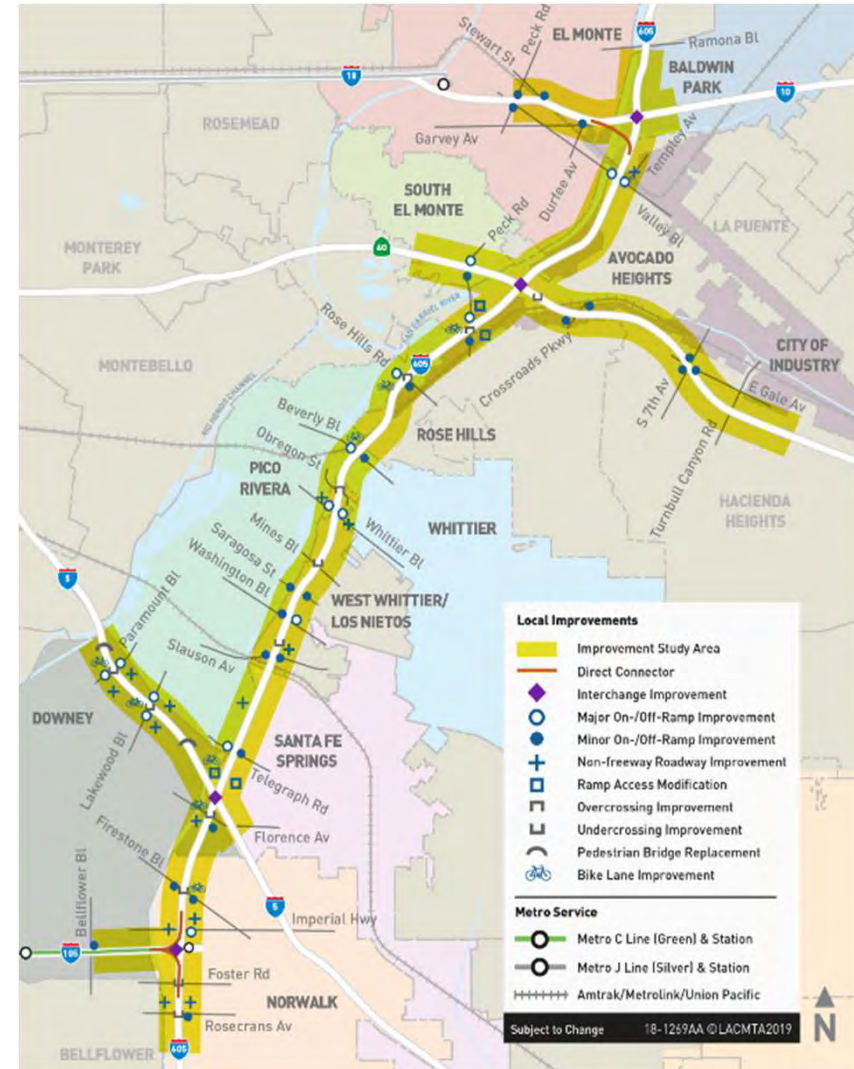 Stewart St
Peck Rd
EL MONTE
605
Ramona Bl
BALDWIN
PARK
10
10
ROSEMEAD
Garvey Av
Durfee Av
Temple Av
SOUTH
EL MONTE
Peck Rd
Valley Bl
LA PUENTE
MONTEREY
PARK
60
AVOCADO
HEIGHTS
SAN GABRIEL RIVER
Rose Hills Rd
RIO HONDO CHANNEL
MONTEBELLO
605
Crossroads Pkwy
CITY OF
INDUSTRY
E Gale Av
S 7th Av
Beverly Bl
ROSE HILLS
Turnbull Canyon Rd
Obregon St
PICO
RIVERA
HACIENDA
HEIGHTS
Mines Bl
Whittier Bl
WHITTIER
Saragosa St
Washington Bl
5
WEST WHITTIER/
LOS NIETOS
Paramount Bl
Slauson Av
DOWNEY
Lakewood Bl
SANTA FE
SPRINGS
Telegraph Rd
Florence Av
Firestone Bl
Bellflower Bl
5
Imperial Hwy
105
Foster Rd
NORWALK
Rosecrans Av
BELLFLOWER
605
Local Improvements
Improvement Study Area
Direct Connector
Interchange Improvement
Major On-/Off-Ramp Improvement
Minor On-/Off-Ramp Improvement
Non-freeway Roadway Improvement
Ramp Access Modification
Overcrossing Improvement
Undercrossing Improvement
Pedestrian Bridge Replacement
Bike Lane Improvement
Metro Service
Metro C Line (Green) & Station
Metro J Line (Silver) & Station
Amtrak/Metrolink/Union Pacific
Subject to Change 18-1269AA ©LACMTA2019
N